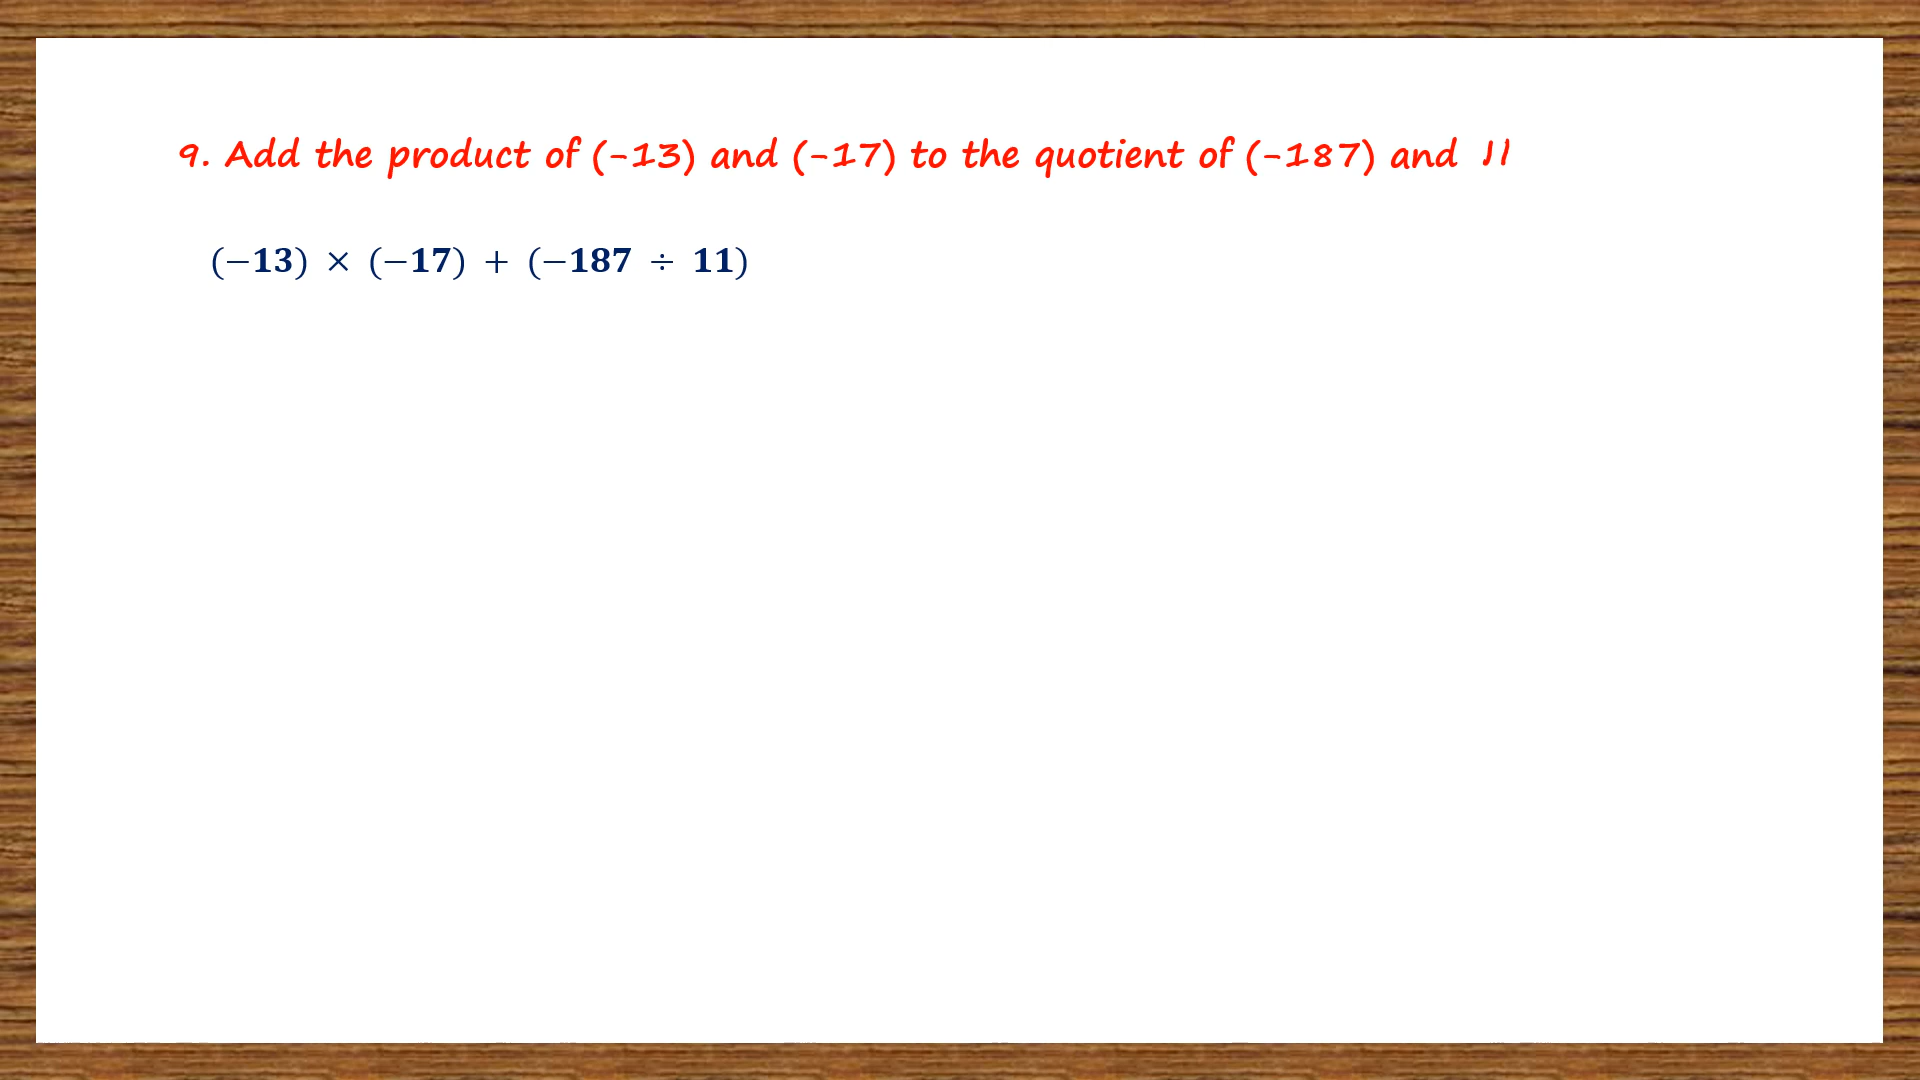 9. Add the product of (-13) and (-17) to the quotient of (-187) and 11
(−13) × (−17) + (−187 ÷ 11)